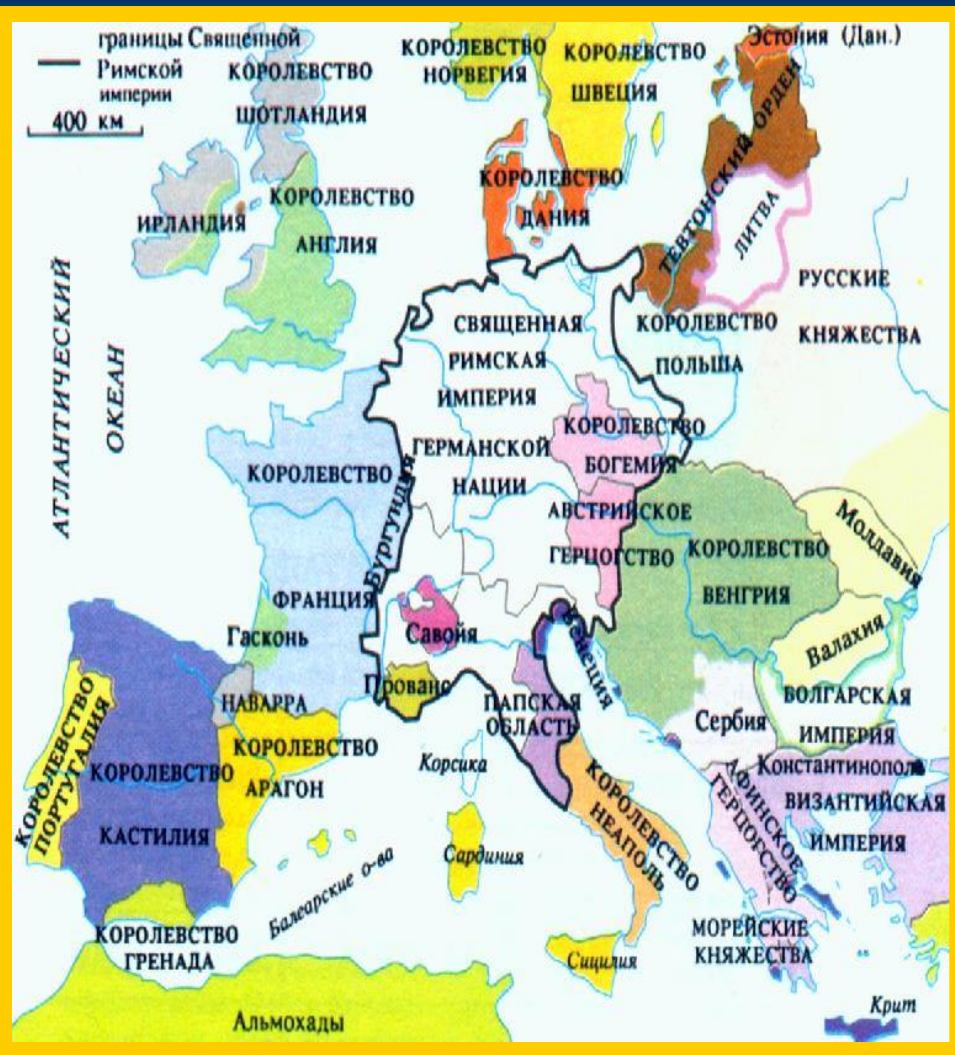 границы Священной
Римской
империи
400 км
КОРОЛЕВСТВО
ШОТЛАНДИЯ
КОРОЛЕВСТВО
НОРВЕГИЯ
КОРОЛЕВСТВО
ШВЕЦИЯ
Эстония (Дан.)
ТЕВТОНСКИЙ ОРДЕН
ЛИТВА
ИРЛАНДИЯ
КОРОЛЕВСТВО
АНГЛИЯ
КОРОЛЕВСТВО
ДАНИЯ
РУССКИЕ
КНЯЖЕСТВА
АТЛАНТИЧЕСКИЙ
ОКЕАН
СВЯЩЕННАЯ
РИМСКАЯ
ИМПЕРИЯ
ГЕРМАНСКОЙ
НАЦИИ
КОРОЛЕВСТВО
ПОЛЬША
КОРОЛЕВСТВО
БОГЕМИЯ
АВСТРИЙСКОЕ
ГЕРЦОГСТВО
КОРОЛЕВСТВО
ФРАНЦИЯ
Бургундия
КОРОЛЕВСТВО
ВЕНГРИЯ
Молдавия
Валахия
Гасконь
Савойя
Венеция
Прованс
ПАПСКАЯ
ОБЛАСТЬ
НАВАРРА
КОРОЛЕВСТВО
ПОРТУГАЛИЯ
КОРОЛЕВСТВО
КАСТИЛИЯ
КОРОЛЕВСТВО
АРАГОН
Корсика
Сербия
БОЛГАРСКАЯ
ИМПЕРИЯ
Константинополь
ВИЗАНТИЙСКАЯ
ИМПЕРИЯ
АФИНСКОЕ
ГЕРЦОГСТВО
КОРОЛЕВСТВО
НЕАПОЛЬ
Сардиния
Балеарские о-ва
КОРОЛЕВСТВО
ГРЕНАДА
Сицилия
МОРЕЙСКИЕ
КНЯЖЕСТВА
Крит
Альмохады